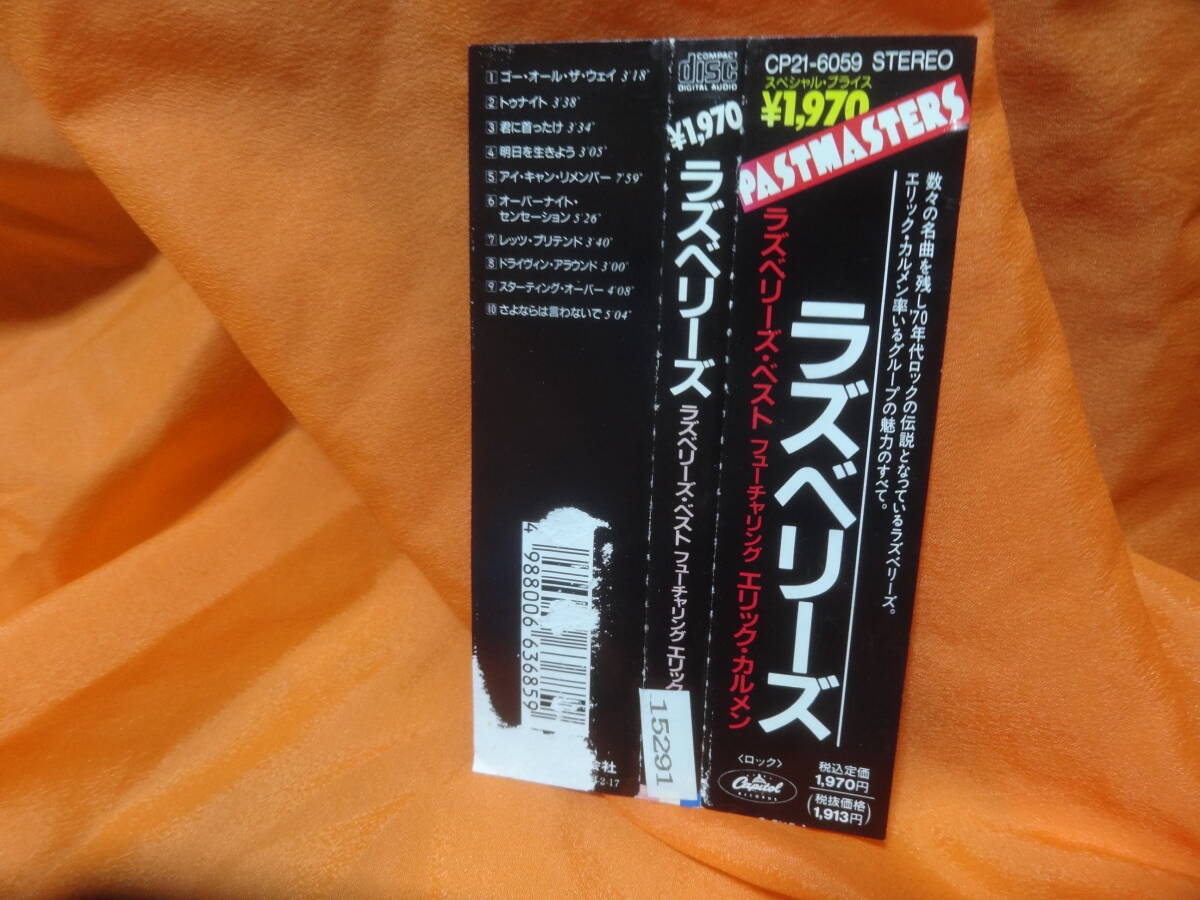 1 ゴー・オール・ザ・ウェイ 3'18"
2 トゥナイト 3'38"
3 君に首ったけ 3'34"
4 明日を生きよう 3'05"
5 アイ・キャン・リメンバー 7'59"
6 オーバーナイト・
センセーション 5'26"
7 レッツ・プリテンド 3'40"
8 ドライヴィン・アラウンド 3'00"
9 スターティング・オーバー 4'08"
10 さよならは言わないで 5'04"
4 988006 636859
会社
2-17
COMPACT
disc
DIGITAL AUDIO
¥1,970
ラズベリーズ
ラズベリーズ・ベスト フューチャリング エリック
15291
CP21-6059 STEREO
スペシャル・プライス
¥1,970
PASTMASTERS
数々の名曲を残し'70年代ロックの伝説となっているラズベリーズ。
エリック・カルメン率いるグループの魅力のすべて。
ラズベリーズ
ラズベリーズ・ベスト フューチャリング エリック・カルメン
〈ロック〉
Capitol
RECORDS
税込定価
1,970円
(税抜価格
1,913円)